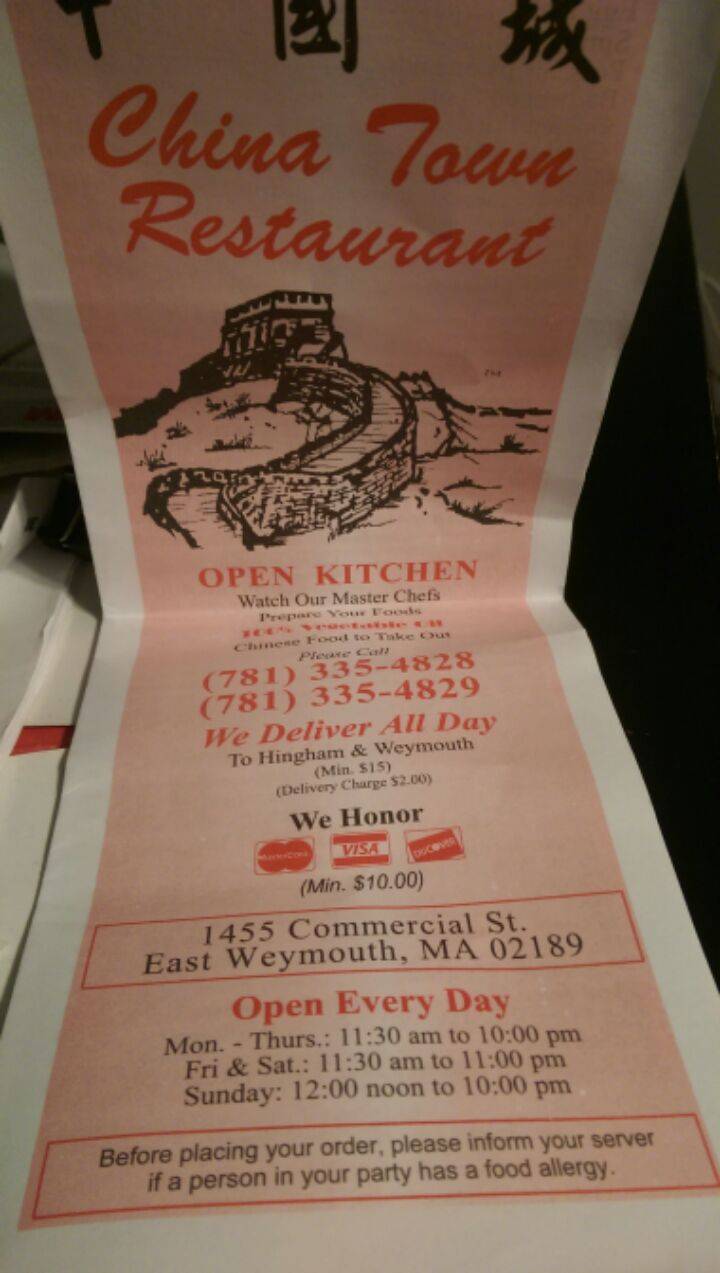 中國城
China Town
Restaurant
OPEN KITCHEN
Watch Our Master Chefs
Prepare Your Foods
100% Vegetable Oil
Chinese Food to Take Out
Please Call
(781) 335-4828
(781) 335-4829
We Deliver All Day
To Hingham & Weymouth
(Min. $15)
(Delivery Charge $2.00)
We Honor
MasterCard VISA DISCOVER
(Min. $10.00)
1455 Commercial St.
East Weymouth, MA 02189
Open Every Day
Mon. - Thurs.: 11:30 am to 10:00 pm
Fri & Sat.: 11:30 am to 11:00 pm
Sunday: 12:00 noon to 10:00 pm
Before placing your order, please inform your server
if a person in your party has a food allergy.